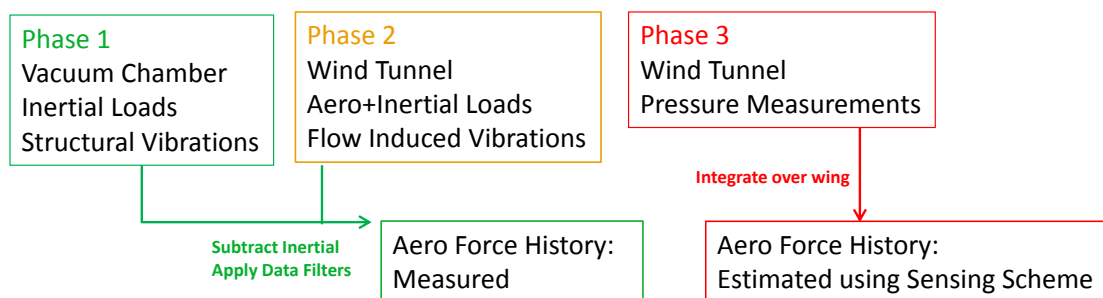 Phase 1
Vacuum Chamber
Inertial Loads
Structural Vibrations
Phase 2
Wind Tunnel
Aero+Inertial Loads
Flow Induced Vibrations
Phase 3
Wind Tunnel
Pressure Measurements
Subtract Inertial
Apply Data Filters
Integrate over wing
Aero Force History:
Measured
Aero Force History:
Estimated using Sensing Scheme